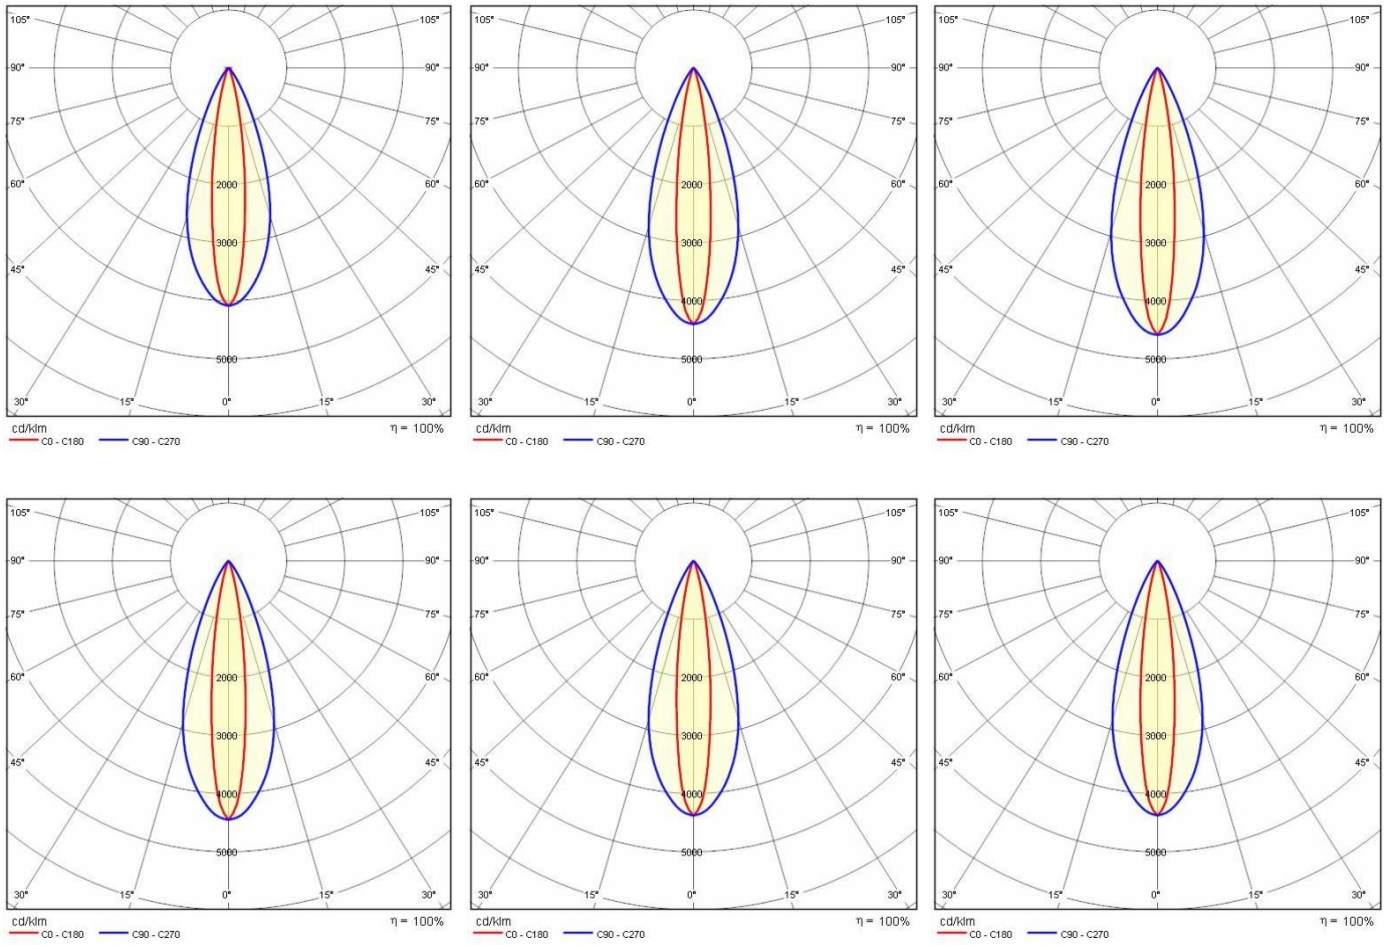 105° 105° 105° 105° 105° 105°
90° 90° 90° 90° 90° 90°
75° 75° 75° 75° 75° 75°
60° 2000 60° 60° 2000 60° 60° 2000 60°
3000 3000 3000
45° 45° 45° 45° 45° 45°
4000 4000
5000 5000 5000
30° 15° 0° 15° 30° 30° 15° 0° 15° 30° 30° 15° 0° 15° 30°
cd/klm η = 100% cd/klm η = 100% cd/klm η = 100%
C0 - C180 C90 - C270 C0 - C180 C90 - C270 C0 - C180 C90 - C270
105° 105° 105° 105° 105° 105°
90° 90° 90° 90° 90° 90°
75° 75° 75° 75° 75° 75°
60° 2000 60° 60° 2000 60° 60° 2000 60°
3000 3000 3000
45° 45° 45° 45° 45° 45°
4000 4000 4000
5000 5000 5000
30° 15° 0° 15° 30° 30° 15° 0° 15° 30° 30° 15° 0° 15° 30°
cd/klm η = 100% cd/klm η = 100% cd/klm η = 100%
C0 - C180 C90 - C270 C0 - C180 C90 - C270 C0 - C180 C90 - C270